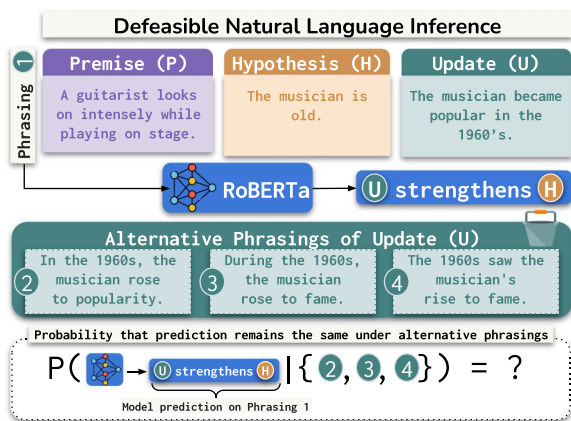 Defeasible Natural Language Inference
Phrasing 1
Premise (P)
A guitarist looks
on intensely while
playing on stage.
Hypothesis (H)
The musician is
old.
Update (U)
The musician became
popular in the
1960’s.
RoBERTa
U strengthens H
Alternative Phrasings of Update (U)
2
In the 1960s, the
musician rose
to popularity.
3
During the 1960s,
the musician
rose to fame.
4
The 1960s saw the
musician's
rise to fame.
Probability that prediction remains the same under alternative phrasings
P( U strengthens H |{ 2, 3, 4 }) = ?
Model prediction on Phrasing 1